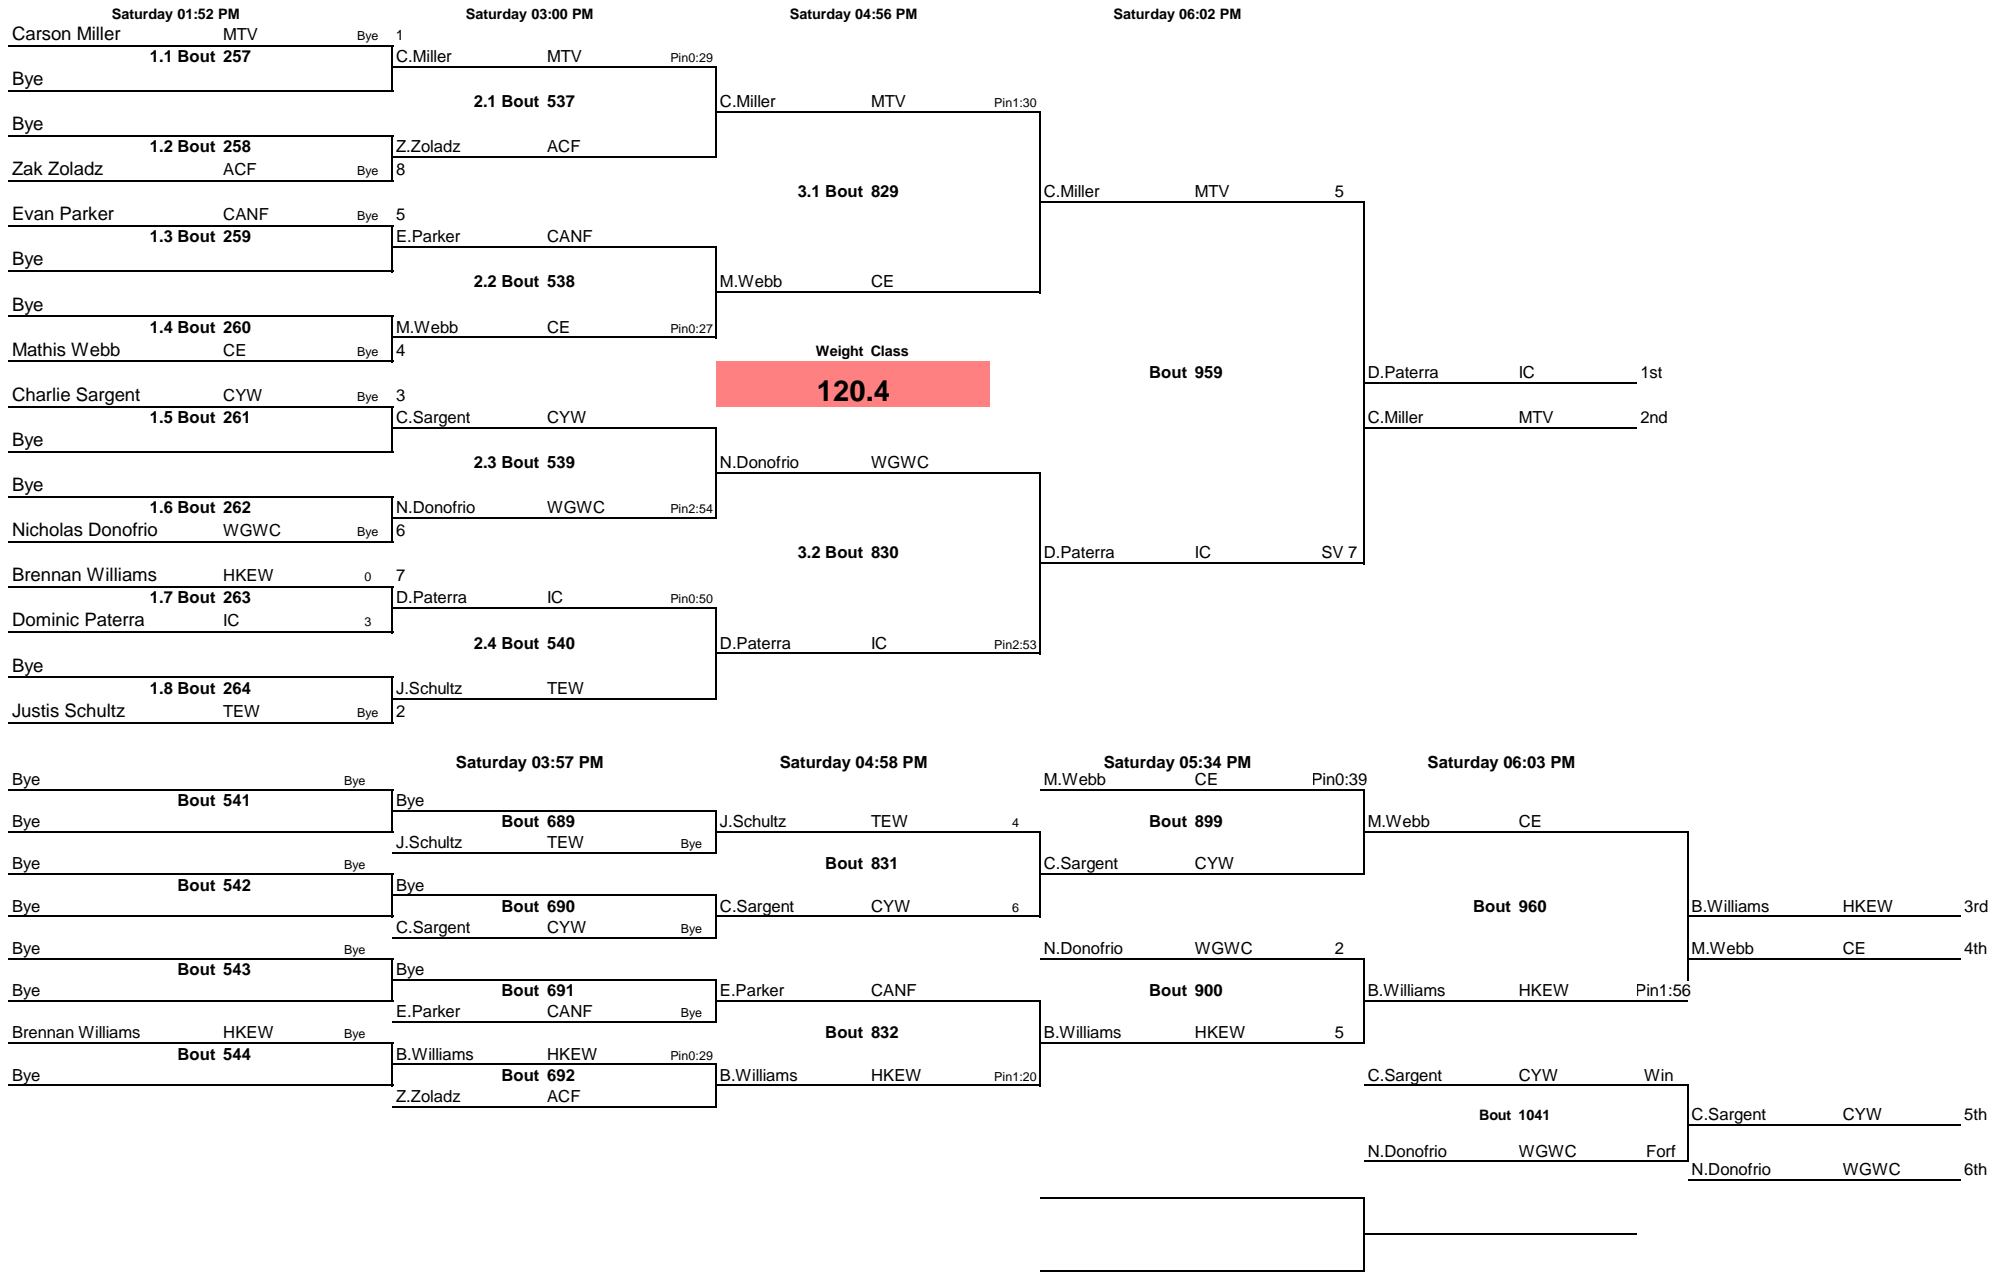 Saturday 01:52 PM Saturday 03:00 PM Saturday 04:56 PM Saturday 06:02 PM
Carson Miller MTV Bye 1
1.1 Bout 257 C.Miller MTV Pin0:29
Bye
2.1 Bout 537 C.Miller MTV Pin1:30
Bye
1.2 Bout 258 Z.Zoladz ACF
Zak Zoladz ACF Bye 8
3.1 Bout 829 C.Miller MTV 5
Evan Parker CANF Bye 5
1.3 Bout 259 E.Parker CANF
Bye
2.2 Bout 538 M.Webb CE
Bye
1.4 Bout 260 M.Webb CE Pin0:27
Mathis Webb CE Bye 4 Weight Class
Bout 959 D.Paterra IC 1st
Charlie Sargent CYW Bye 3 120.4
1.5 Bout 261 C.Sargent CYW C.Miller MTV 2nd
Bye
2.3 Bout 539 N.Donofrio WGWC
Bye
1.6 Bout 262 N.Donofrio WGWC Pin2:54
Nicholas Donofrio WGWC Bye 6
3.2 Bout 830 D.Paterra IC SV 7
Brennan Williams HKEW 0 7
1.7 Bout 263 D.Paterra IC Pin0:50
Dominic Paterra IC 3
2.4 Bout 540 D.Paterra IC Pin2:53
Bye
1.8 Bout 264 J.Schultz TEW
Justis Schultz TEW Bye 2
Saturday 03:57 PM Saturday 04:58 PM Saturday 05:34 PM Saturday 06:03 PM
Bye Bye M.Webb CE Pin0:39
Bout 541 Bye
Bye Bout 689 J.Schultz TEW 4 Bout 899 M.Webb CE
J.Schultz TEW Bye
Bye Bye Bout 831 C.Sargent CYW
Bout 542 Bye
Bye Bout 690 C.Sargent CYW 6 Bout 960 B.Williams HKEW 3rd
C.Sargent CYW Bye
Bye Bye N.Donofrio WGWC 2 M.Webb CE 4th
Bout 543 Bye
Bye Bout 691 E.Parker CANF Bout 900 B.Williams HKEW Pin1:56
E.Parker CANF Bye
Brennan Williams HKEW Bye Bout 832 B.Williams HKEW 5
Bout 544 B.Williams HKEW Pin0:29
Bye Bout 692 B.Williams HKEW Pin1:20 C.Sargent CYW Win
Z.Zoladz ACF
Bout 1041 C.Sargent CYW 5th
N.Donofrio WGWC Forf
N.Donofrio WGWC 6th